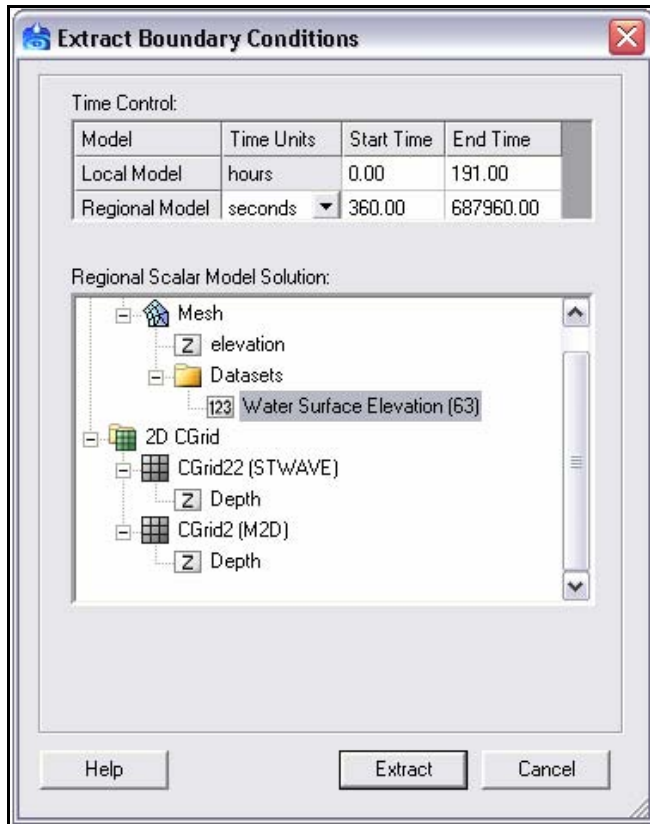 Extract Boundary Conditions
Time Control:
Model Time Units Start Time End Time
Local Model hours 0.00 191.00
Regional Model seconds 360.00 687960.00
Regional Scalar Model Solution:
Mesh
Z elevation
Datasets
123 Water Surface Elevation (63)
2D CGrid
CGrid22 (STWAVE)
Z Depth
CGrid2 (M2D)
Z Depth
Help Extract Cancel